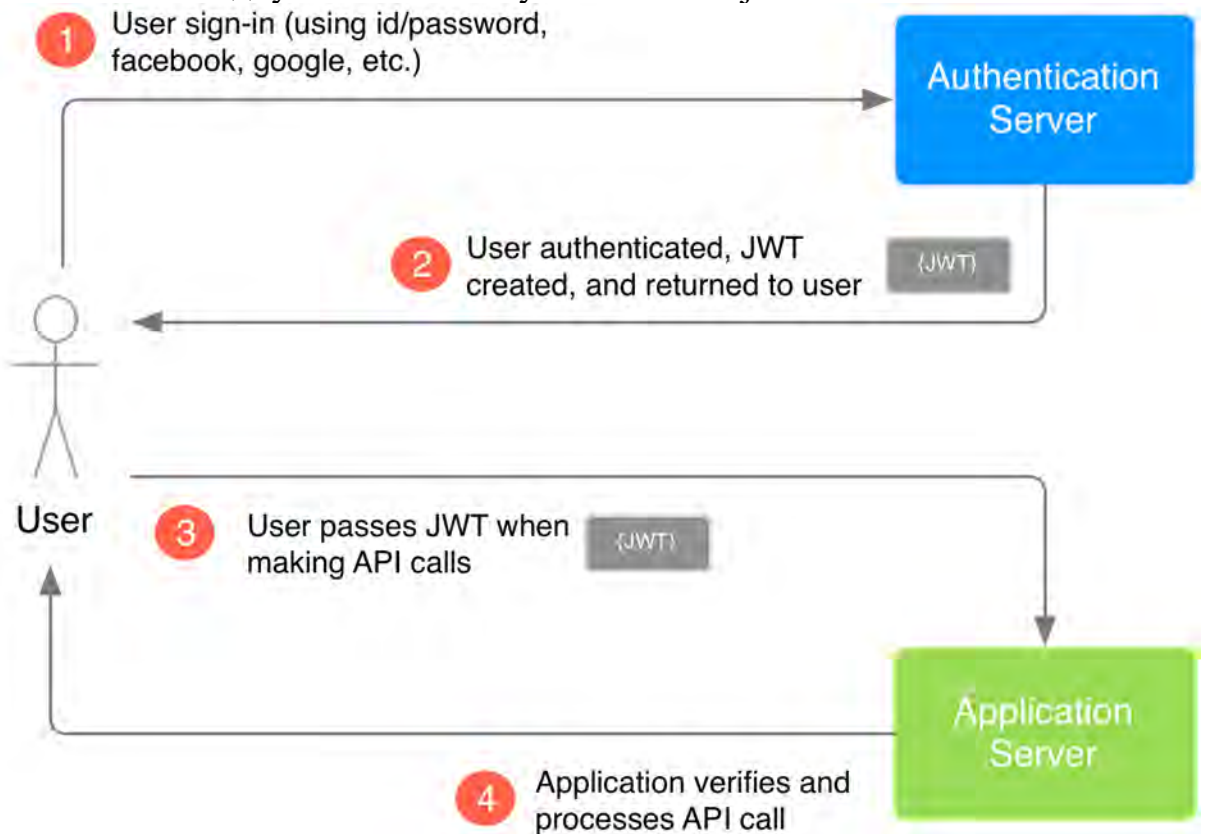 1
User sign-in (using id/password,
facebook, google, etc.)
Authentication
Server
2
User authenticated, JWT
created, and returned to user
{JWT}
User
3
User passes JWT when
making API calls
{JWT}
Application
Server
4
Application verifies and
processes API call